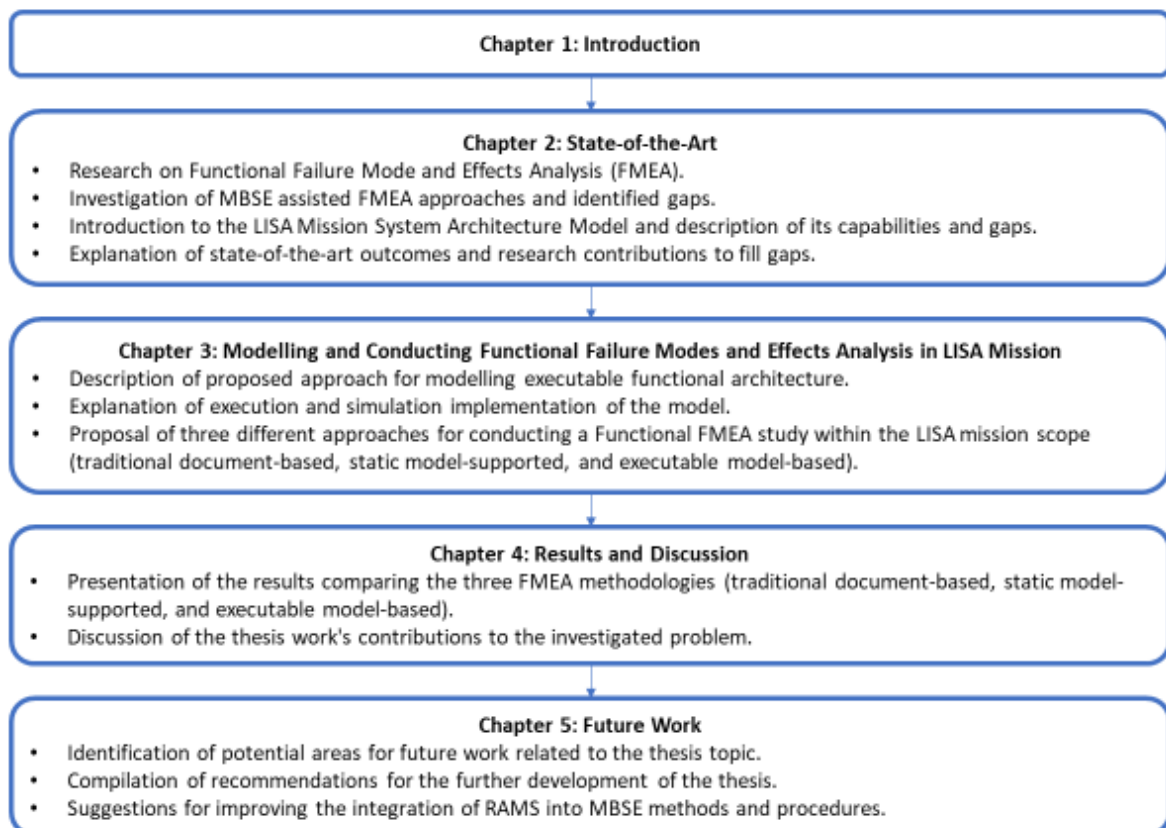 Chapter 1: Introduction
Chapter 2: State-of-the-Art
• Research on Functional Failure Mode and Effects Analysis (FMEA).
• Investigation of MBSE assisted FMEA approaches and identified gaps.
• Introduction to the LISA Mission System Architecture Model and description of its capabilities and gaps.
• Explanation of state-of-the-art outcomes and research contributions to fill gaps.
Chapter 3: Modelling and Conducting Functional Failure Modes and Effects Analysis in LISA Mission
• Description of proposed approach for modelling executable functional architecture.
• Explanation of execution and simulation implementation of the model.
• Proposal of three different approaches for conducting a Functional FMEA study within the LISA mission scope
(traditional document-based, static model-supported, and executable model-based).
Chapter 4: Results and Discussion
• Presentation of the results comparing the three FMEA methodologies (traditional document-based, static model-
supported, and executable model-based).
• Discussion of the thesis work's contributions to the investigated problem.
Chapter 5: Future Work
• Identification of potential areas for future work related to the thesis topic.
• Compilation of recommendations for the further development of the thesis.
• Suggestions for improving the integration of RAMS into MBSE methods and procedures.